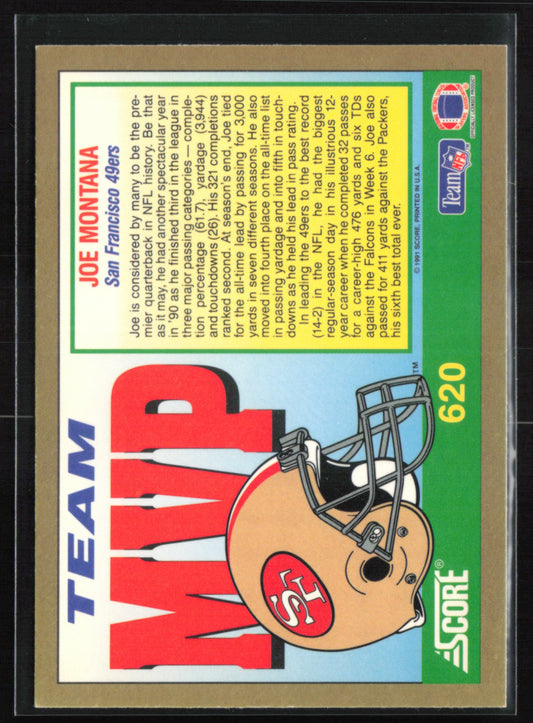 TEAM
MVP
JOE MONTANA
San Francisco 49ers
Joe is considered by many to be the pre-
mier quarterback in NFL history. Be that
as it may, he had another spectacular year
in '90 as he finished third in the league in
three major passing categories — comple-
tion percentage (61.7), yardage (3,944)
and touchdowns (26). His 321 completions
ranked second. At season's end, Joe tied
for the all-time lead by passing for 3,000
yards in seven different seasons. He also
moved into fourth place on the all-time list
in passing yardage and into fifth in touch-
downs as he held his lead in pass rating.
In leading the 49ers to the best record
(14-2) in the NFL, he had the biggest
regular-season day in his illustrious 12-
year career when he completed 32 passes
for a career-high 476 yards and six TDs
against the Falcons in Week 6. Joe also
passed for 411 yards against the Packers,
his sixth best total ever.
SF
TM
SCORE®
620
© 1991 SCORE, PRINTED IN U.S.A.
Team NFL